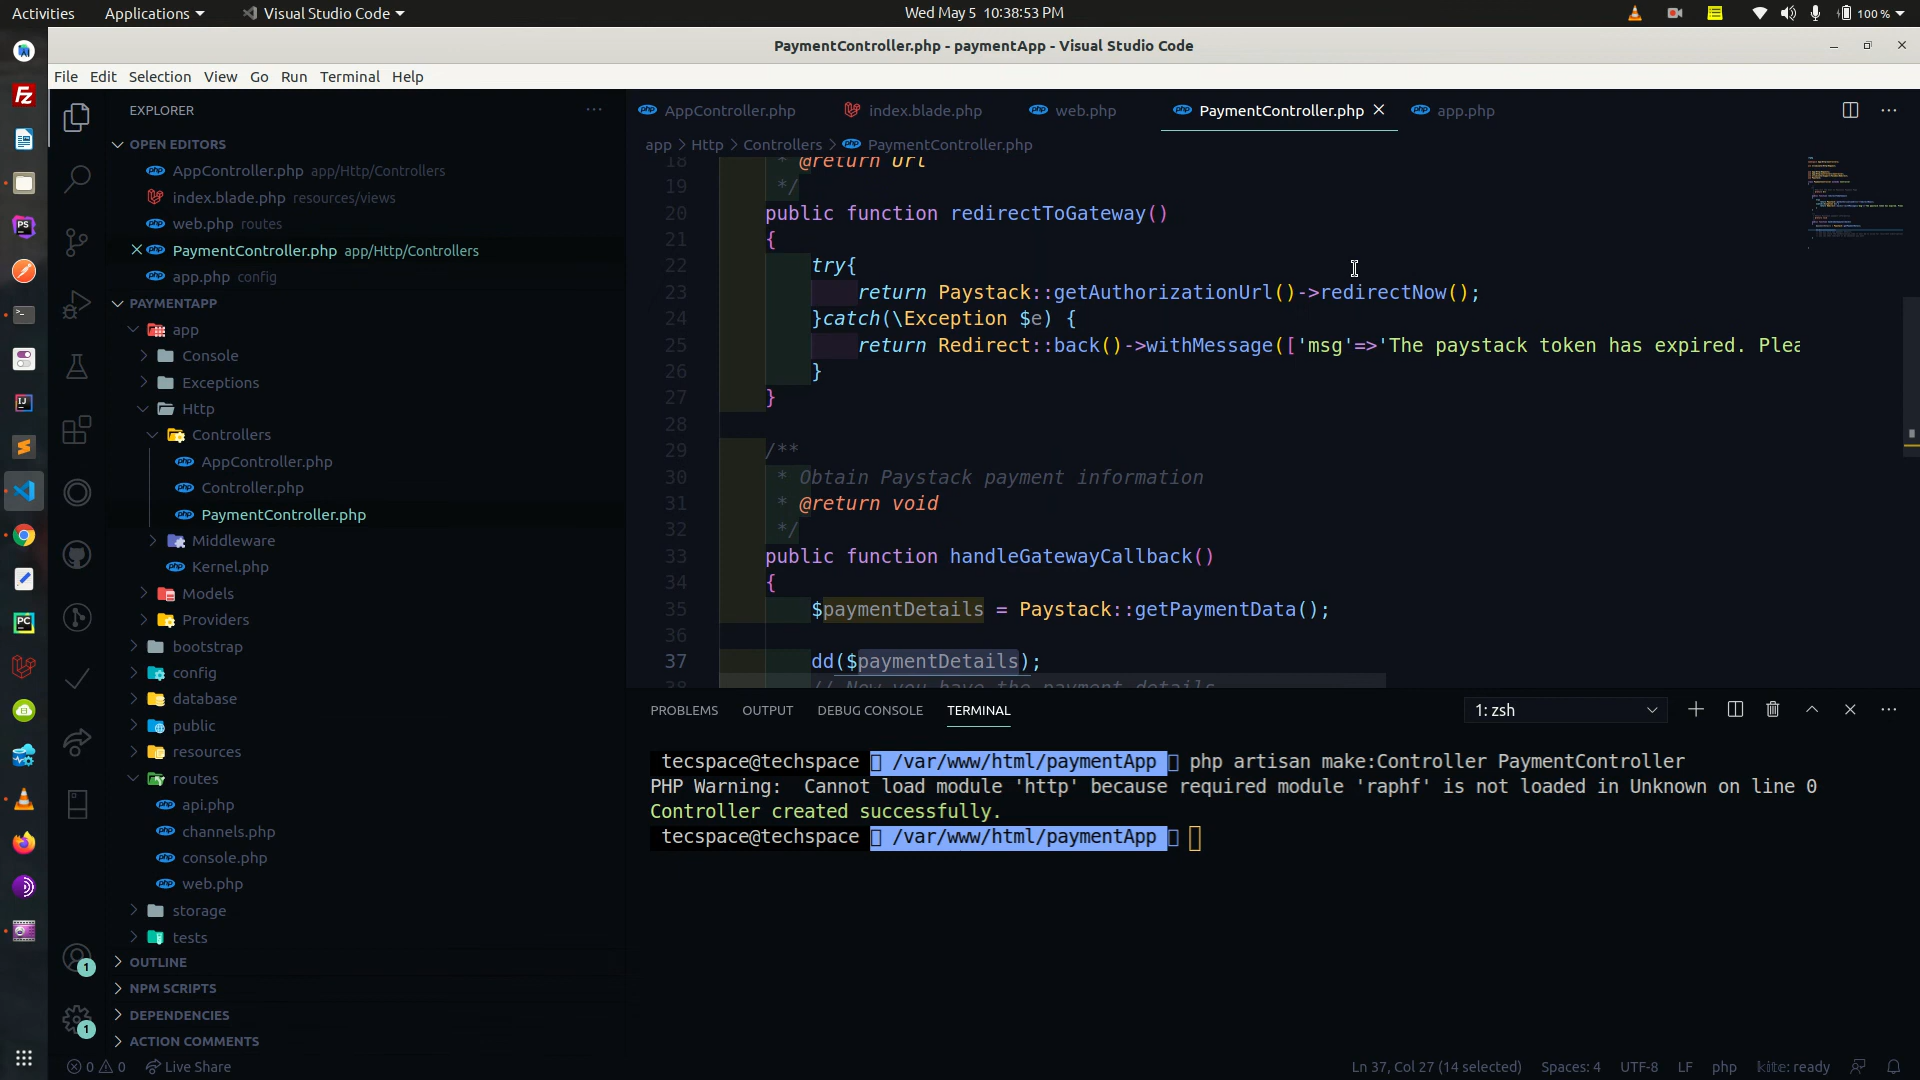 Activities Applications Visual Studio Code Wed May 5 10:38:53 PM 100 %
PaymentController.php - paymentApp - Visual Studio Code
File Edit Selection View Go Run Terminal Help
EXPLORER
OPEN EDITORS
AppController.php app/Http/Controllers
index.blade.php resources/views
web.php routes
PaymentController.php app/Http/Controllers
app.php config
PAYMENTAPP
app
Console
Exceptions
Http
Controllers
AppController.php
Controller.php
PaymentController.php
Middleware
Kernel.php
Models
Providers
bootstrap
config
database
public
resources
routes
api.php
channels.php
console.php
web.php
storage
tests
OUTLINE
NPM SCRIPTS
DEPENDENCIES
ACTION COMMENTS
AppController.php index.blade.php web.php PaymentController.php app.php
app > Http > Controllers > PaymentController.php
18 * @return Url
19 */
20 public function redirectToGateway()
21 {
22 try{
23 return Paystack::getAuthorizationUrl()->redirectNow();
24 }catch(\Exception $e) {
25 return Redirect::back()->withMessage(['msg'=>'The paystack token has expired. Plea
26 }
27 }
28
29 /**
30 * Obtain Paystack payment information
31 * @return void
32 */
33 public function handleGatewayCallback()
34 {
35 $paymentDetails = Paystack::getPaymentData();
36
37 dd($paymentDetails);
38 // Now you have the payment details,
PROBLEMS OUTPUT DEBUG CONSOLE TERMINAL 1: zsh
tecspace@techspace /var/www/html/paymentApp php artisan make:Controller PaymentController
PHP Warning: Cannot load module 'http' because required module 'raphf' is not loaded in Unknown on line 0
Controller created successfully.
tecspace@techspace /var/www/html/paymentApp
0 0 Live Share Ln 37, Col 27 (14 selected) Spaces: 4 UTF-8 LF php kite: ready